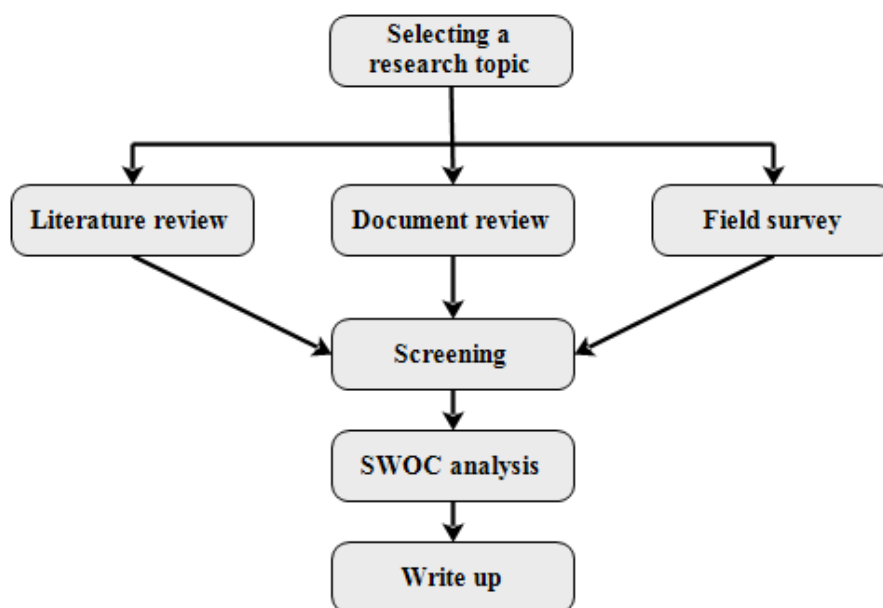 Selecting a
research topic
Literature review
Document review
Field survey
Screening
SWOC analysis
Write up